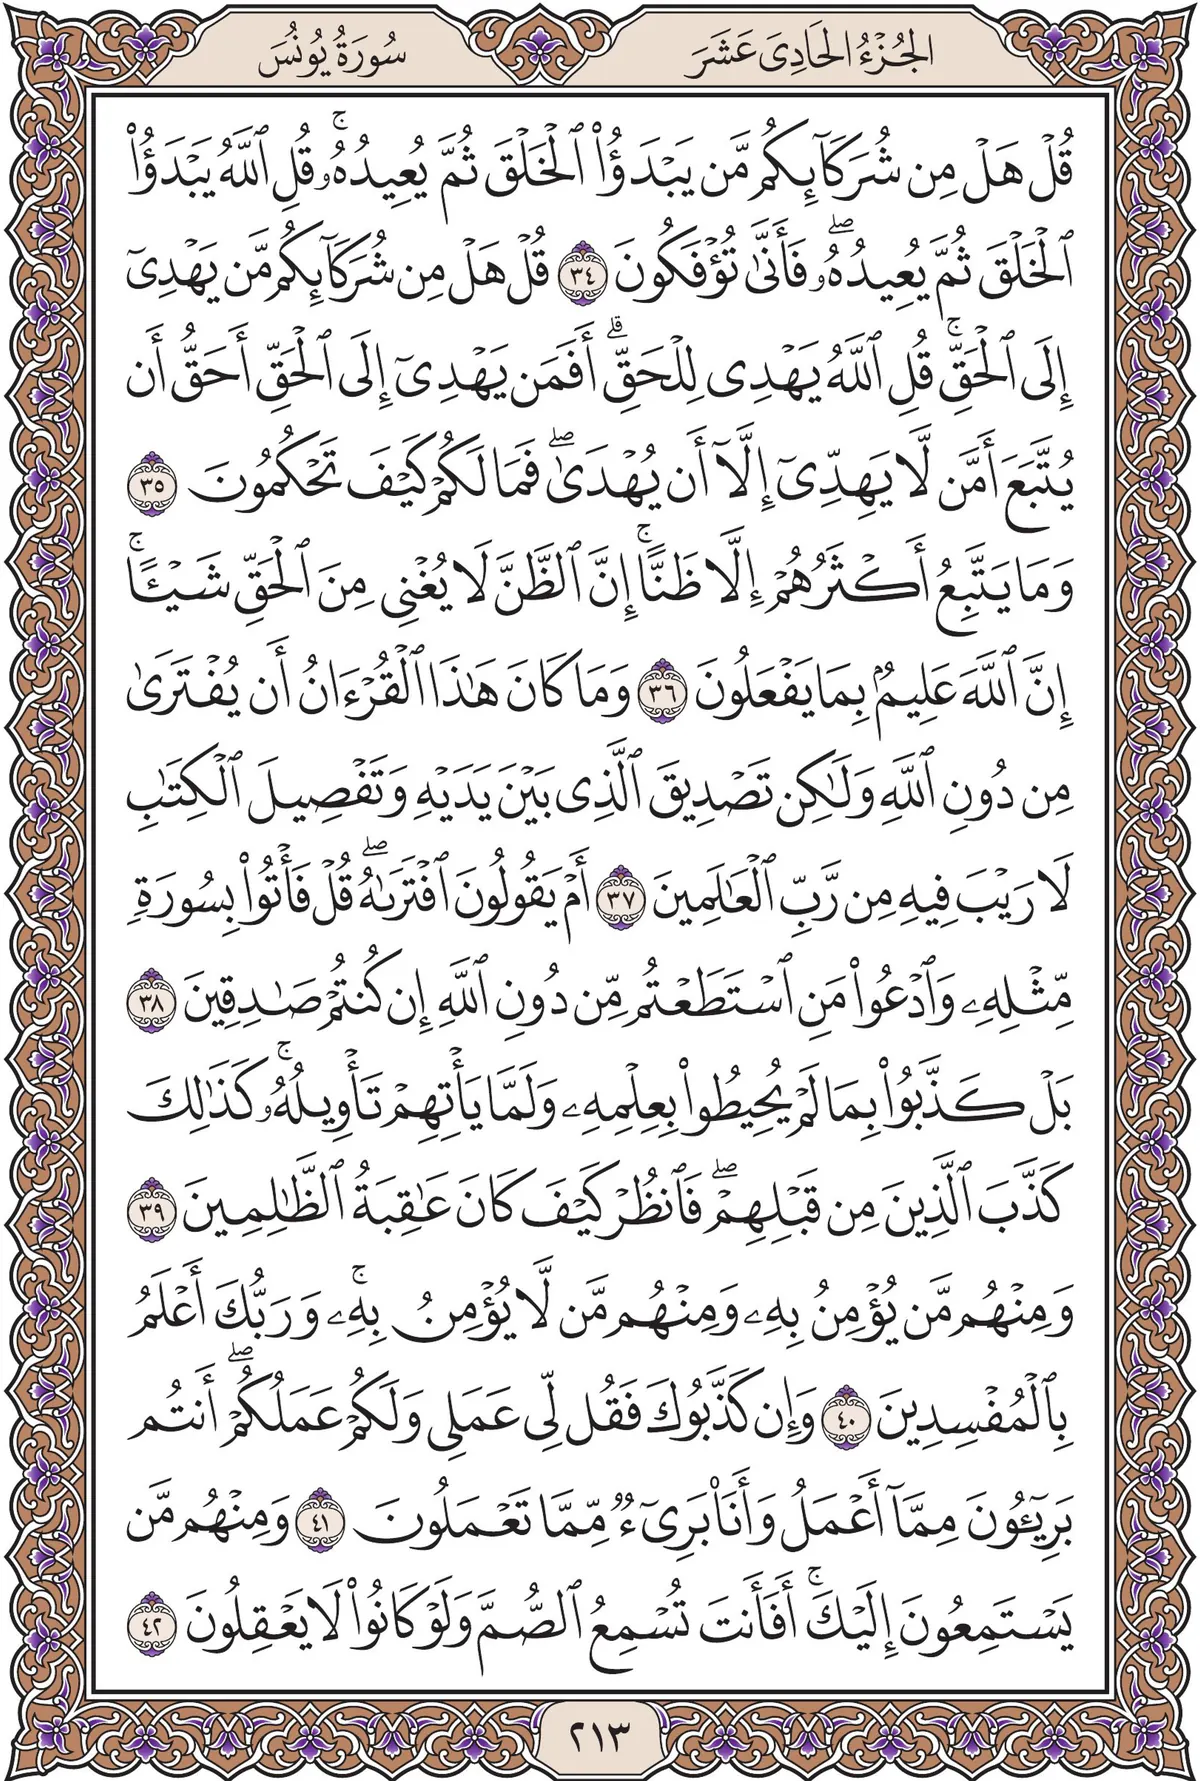 الجُزْءُ الحَادِىَ عَشَرَ
سُورَةُ يُونُسَ
قُلْ هَلْ مِن شُرَكَآئِكُم مَّن يَبْدَؤُاْ ٱلْخَلْقَ ثُمَّ يُعِيدُهُۥۚ قُلِ ٱللَّهُ يَبْدَؤُاْ
ٱلْخَلْقَ ثُمَّ يُعِيدُهُۥۖ فَأَنَّىٰ تُؤْفَكُونَ ٣٤ قُلْ هَلْ مِن شُرَكَآئِكُم مَّن يَهْدِىٓ
إِلَى ٱلْحَقِّۚ قُلِ ٱللَّهُ يَهْدِى لِلْحَقِّۗ أَفَمَن يَهْدِىٓ إِلَى ٱلْحَقِّ أَحَقُّ أَن
يُتَّبَعَ أَمَّن لَّا يَهِدِّىٓ إِلَّآ أَن يُهْدَىٰۖ فَمَا لَكُمْ كَيْفَ تَحْكُمُونَ ٣٥
وَمَا يَتَّبِعُ أَكْثَرُهُمْ إِلَّا ظَنًّاۚ إِنَّ ٱلظَّنَّ لَا يُغْنِى مِنَ ٱلْحَقِّ شَيْـًٔاۚ
إِنَّ ٱللَّهَ عَلِيمٌۢ بِمَا يَفْعَلُونَ ٣٦ وَمَا كَانَ هَٰذَا ٱلْقُرْءَانُ أَن يُفْتَرَىٰ
مِن دُونِ ٱللَّهِ وَلَٰكِن تَصْدِيقَ ٱلَّذِى بَيْنَ يَدَيْهِ وَتَفْصِيلَ ٱلْكِتَٰبِ
لَا رَيْبَ فِيهِ مِن رَّبِّ ٱلْعَٰلَمِينَ ٣٧ أَمْ يَقُولُونَ ٱفْتَرَىٰهُۖ قُلْ فَأْتُواْ بِسُورَةٍ
مِّثْلِهِۦ وَٱدْعُواْ مَنِ ٱسْتَطَعْتُم مِّن دُونِ ٱللَّهِ إِن كُنتُمْ صَٰدِقِينَ ٣٨
بَلْ كَذَّبُواْ بِمَا لَمْ يُحِيطُواْ بِعِلْمِهِۦ وَلَمَّا يَأْتِهِمْ تَأْوِيلُهُۥۚ كَذَٰلِكَ
كَذَّبَ ٱلَّذِينَ مِن قَبْلِهِمْۖ فَٱنظُرْ كَيْفَ كَانَ عَٰقِبَةُ ٱلظَّٰلِمِينَ ٣٩
وَمِنْهُم مَّن يُؤْمِنُ بِهِۦ وَمِنْهُم مَّن لَّا يُؤْمِنُ بِهِۦۚ وَرَبُّكَ أَعْلَمُ
بِٱلْمُفْسِدِينَ ٤٠ وَإِن كَذَّبُوكَ فَقُل لِّى عَمَلِى وَلَكُمْ عَمَلُكُمْۖ أَنتُم
بَرِيٓـُٔونَ مِمَّآ أَعْمَلُ وَأَنَا۠ بَرِىٓءٌ مِّمَّا تَعْمَلُونَ ٤١ وَمِنْهُم مَّن
يَسْتَمِعُونَ إِلَيْكَۚ أَفَأَنتَ تُسْمِعُ ٱلصُّمَّ وَلَوْ كَانُواْ لَا يَعْقِلُونَ ٤٢
٢١٣